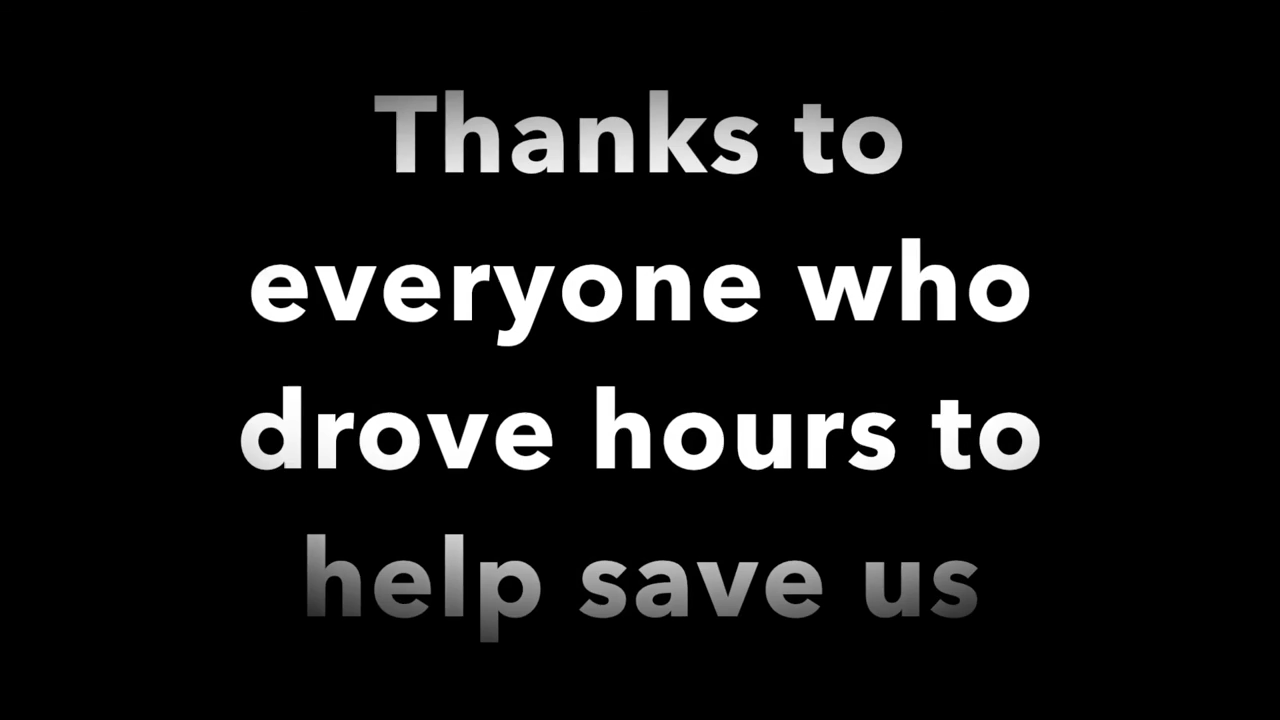 Thanks to
everyone who
drove hours to
help save us